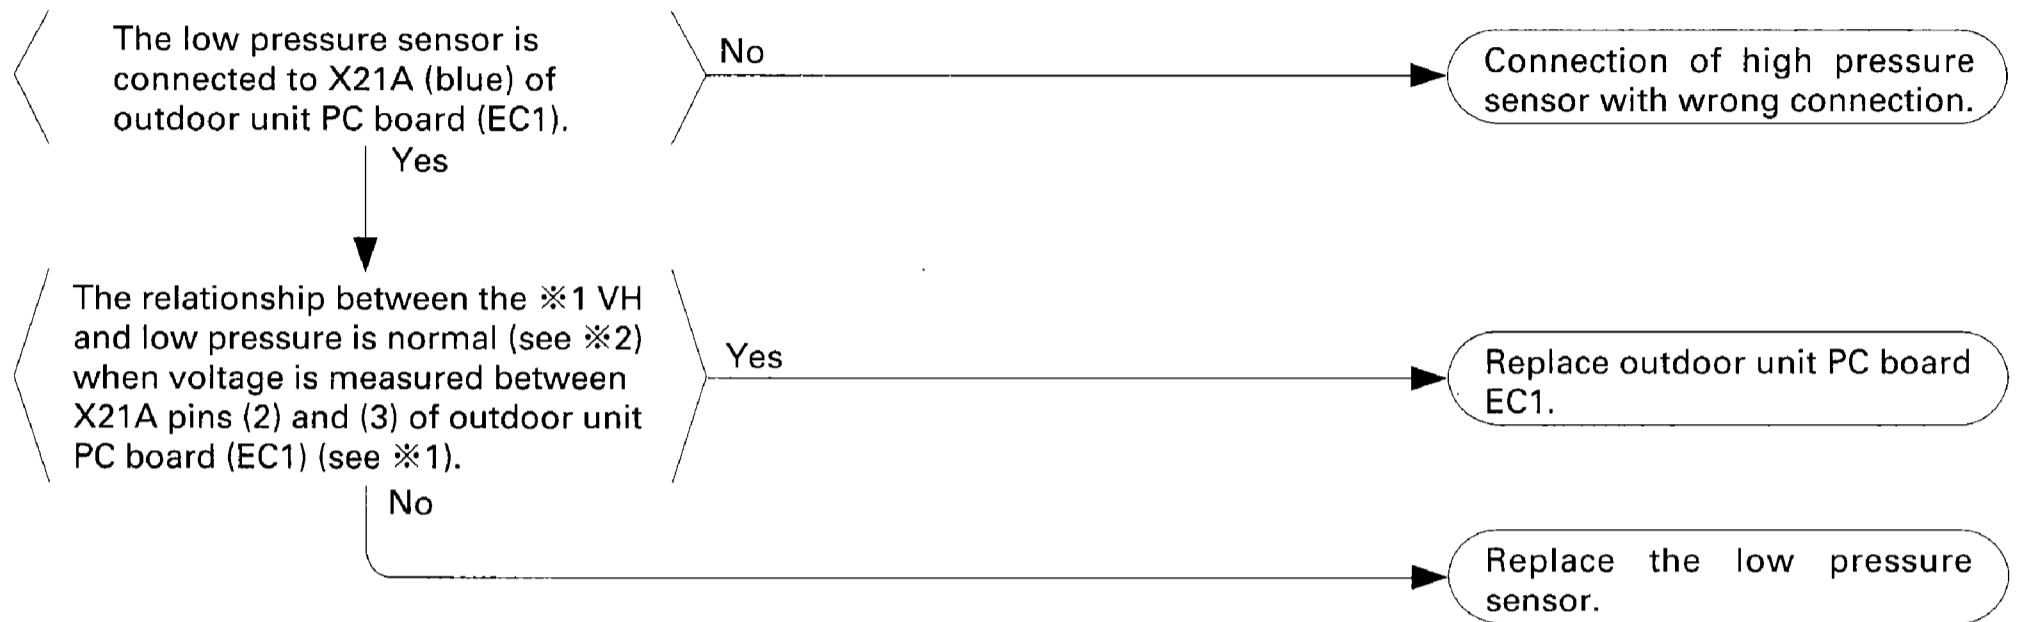 The low pressure sensor is
connected to X21A (blue) of
outdoor unit PC board (EC1).
No
Connection of high pressure
sensor with wrong connection.
Yes
The relationship between the ※1 VH
and low pressure is normal (see ※2)
when voltage is measured between
X21A pins (2) and (3) of outdoor unit
PC board (EC1) (see ※1).
Yes
Replace outdoor unit PC board
EC1.
No
Replace the low pressure
sensor.